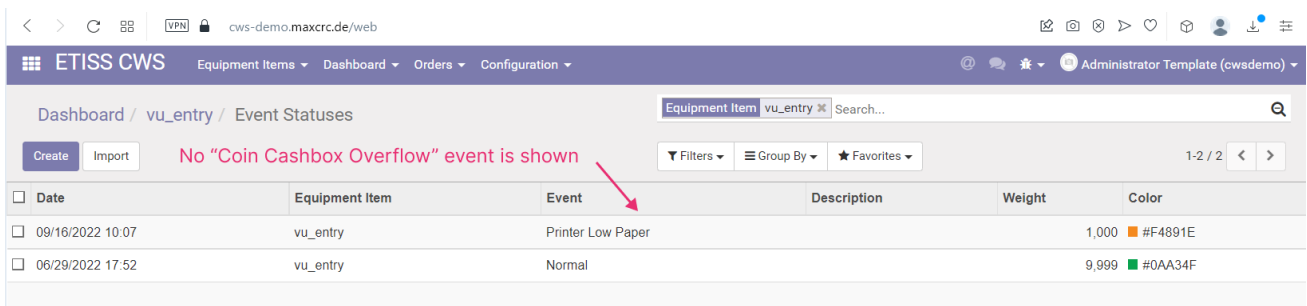 VPN cws-demo.maxcrc.de/web
ETISS CWS Equipment Items Dashboard Orders Configuration @ Administrator Template (cwsdemo)
Dashboard / vu_entry / Event Statuses Equipment Item vu_entry Search...
Create Import No “Coin Cashbox Overflow” event is shown Filters Group By Favorites 1-2 / 2
Date Equipment Item Event Description Weight Color
09/16/2022 10:07 vu_entry Printer Low Paper 1,000 #F4891E
06/29/2022 17:52 vu_entry Normal 9,999 #0AA34F